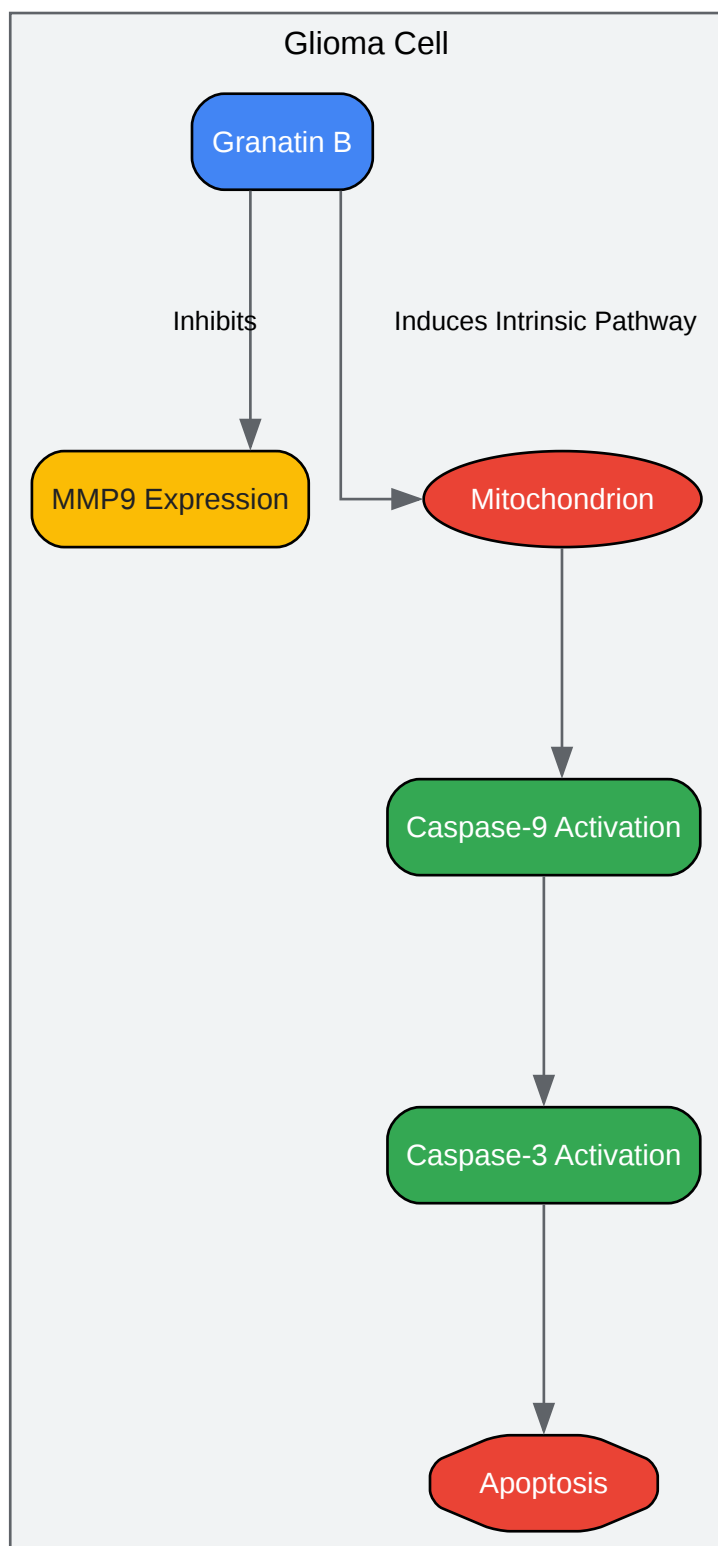 Glioma Cell
Granatin B
Inhibits
Induces Intrinsic Pathway
MMP9 Expression
Mitochondrion
Caspase-9 Activation
Caspase-3 Activation
Apoptosis